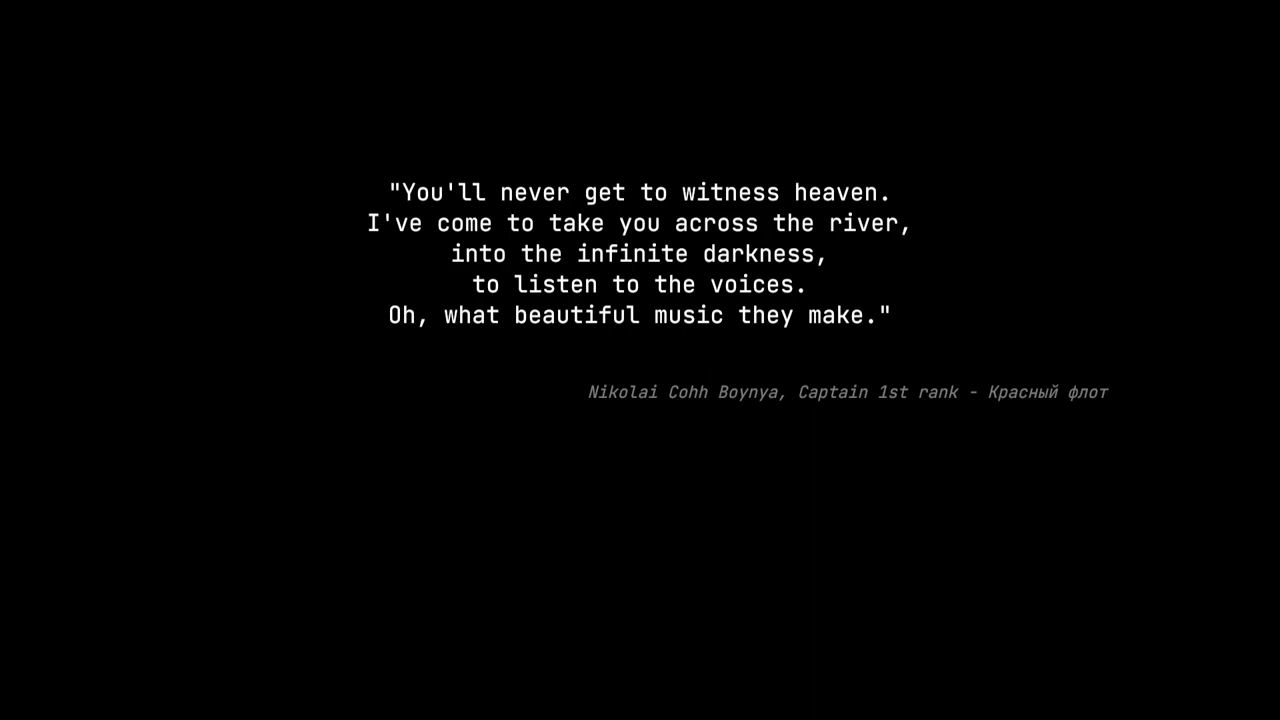 "You'll never get to witness heaven.
I've come to take you across the river,
into the infinite darkness,
to listen to the voices.
Oh, what beautiful music they make."
Nikolai Cohh Boynya, Captain 1st rank - Красный флот